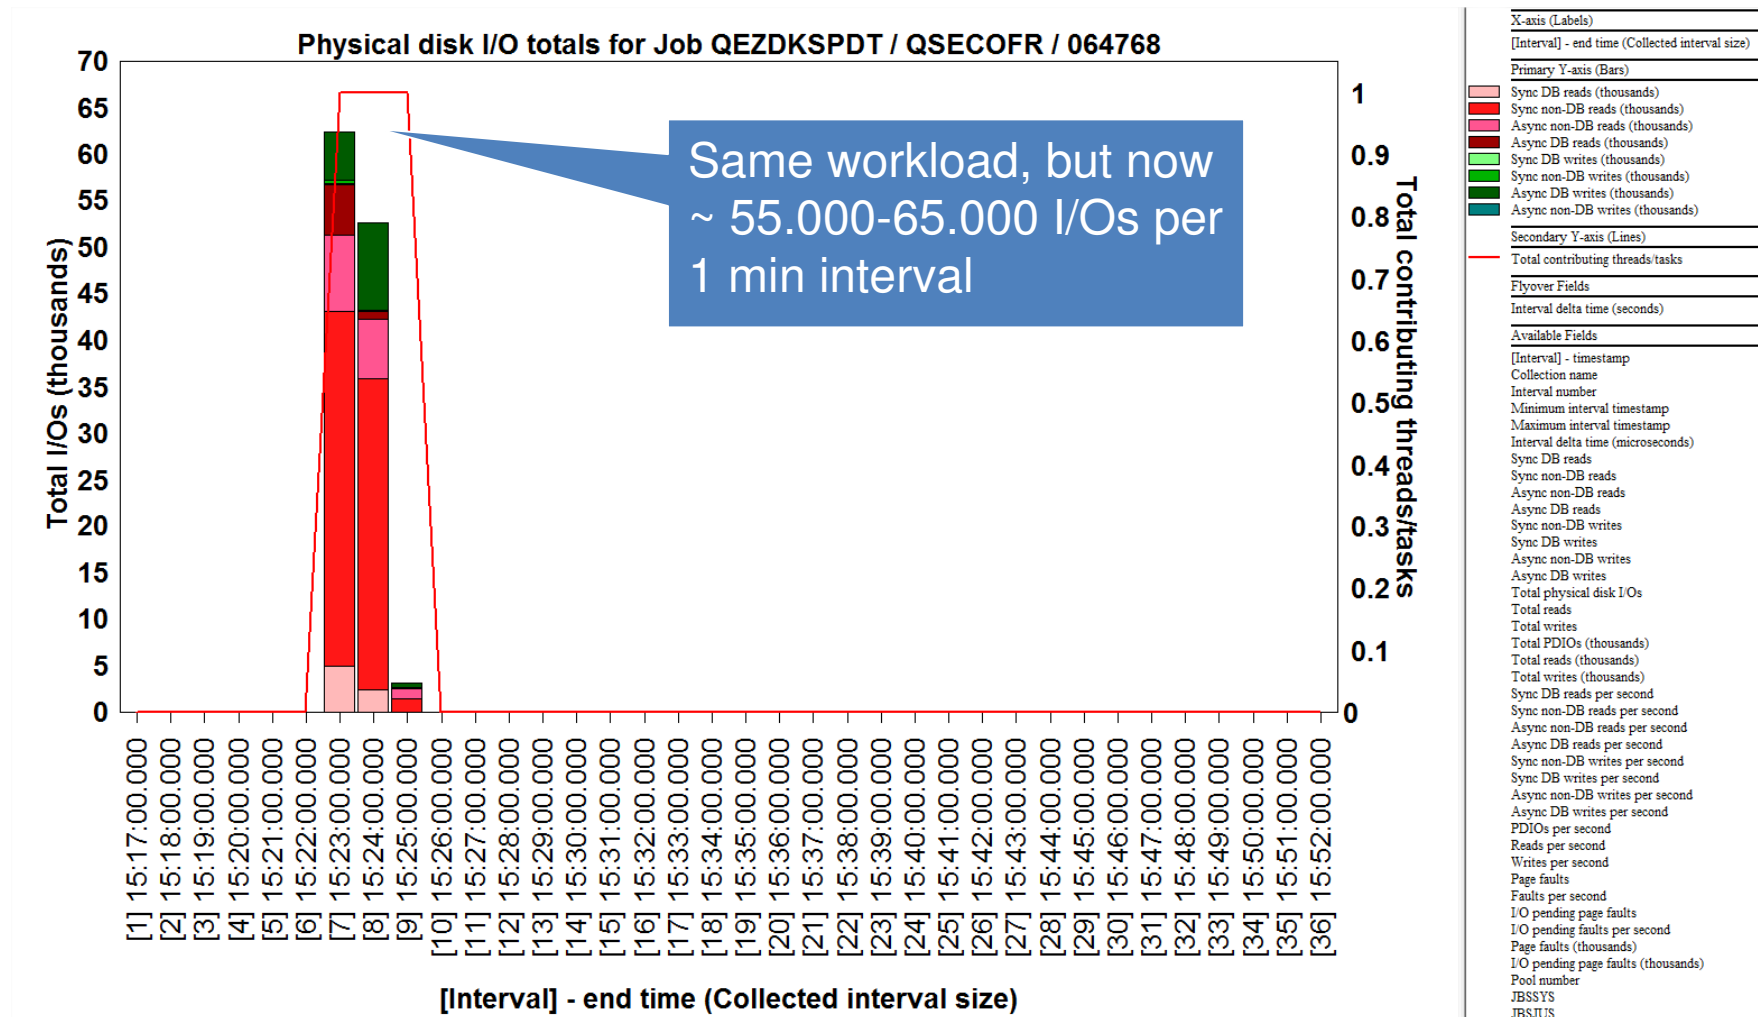 Physical disk I/O totals for Job QEZDKSPDT / QSECOFR / 064768
Total I/Os (thousands)
70
65
60
55
50
45
40
35
30
25
20
15
10
5
0
Same workload, but now
~ 55.000-65.000 I/Os per
1 min interval
1
0.9
0.8
0.7
0.6
0.5
0.4
0.3
0.2
0.1
0
Total contributing threads/tasks
[1] 15:17:00.000
[2] 15:18:00.000
[3] 15:19:00.000
[4] 15:20:00.000
[5] 15:21:00.000
[6] 15:22:00.000
[7] 15:23:00.000
[8] 15:24:00.000
[9] 15:25:00.000
[10] 15:26:00.000
[11] 15:27:00.000
[12] 15:28:00.000
[13] 15:29:00.000
[14] 15:30:00.000
[15] 15:31:00.000
[16] 15:32:00.000
[17] 15:33:00.000
[18] 15:34:00.000
[19] 15:35:00.000
[20] 15:36:00.000
[21] 15:37:00.000
[22] 15:38:00.000
[23] 15:39:00.000
[24] 15:40:00.000
[25] 15:41:00.000
[26] 15:42:00.000
[27] 15:43:00.000
[28] 15:44:00.000
[29] 15:45:00.000
[30] 15:46:00.000
[31] 15:47:00.000
[32] 15:48:00.000
[33] 15:49:00.000
[34] 15:50:00.000
[35] 15:51:00.000
[36] 15:52:00.000
[Interval] - end time (Collected interval size)
X-axis (Labels)
[Interval] - end time (Collected interval size)
Primary Y-axis (Bars)
Sync DB reads (thousands)
Sync non-DB reads (thousands)
Async non-DB reads (thousands)
Async DB reads (thousands)
Sync DB writes (thousands)
Sync non-DB writes (thousands)
Async DB writes (thousands)
Async non-DB writes (thousands)
Secondary Y-axis (Lines)
Total contributing threads/tasks
Flyover Fields
Interval delta time (seconds)
Available Fields
[Interval] - timestamp
Collection name
Interval number
Minimum interval timestamp
Maximum interval timestamp
Interval delta time (microseconds)
Sync DB reads
Sync non-DB reads
Async non-DB reads
Async DB reads
Sync non-DB writes
Sync DB writes
Async non-DB writes
Async DB writes
Total physical disk I/Os
Total reads
Total writes
Total PDIOs (thousands)
Total reads (thousands)
Total writes (thousands)
Sync DB reads per second
Sync non-DB reads per second
Async non-DB reads per second
Async DB reads per second
Sync non-DB writes per second
Sync DB writes per second
Async non-DB writes per second
Async DB writes per second
PDIOs per second
Reads per second
Writes per second
Page faults
Faults per second
I/O pending page faults
I/O pending faults per second
Page faults (thousands)
I/O pending page faults (thousands)
Pool number
JBSSYS
JBSJUS